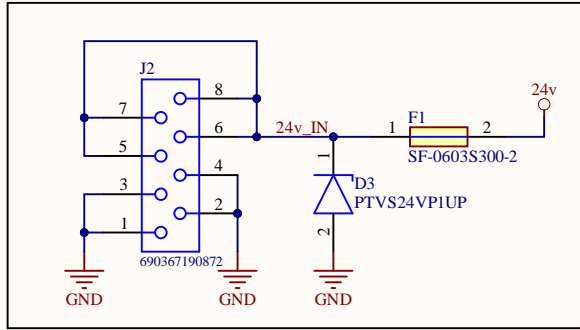 J2
8
7
6
5
4
3
2
1
690367190872
GND
GND
24v_IN
1
D3
PTVS24VP1UP
2
GND
F1
1
2
SF-0603S300-2
24v